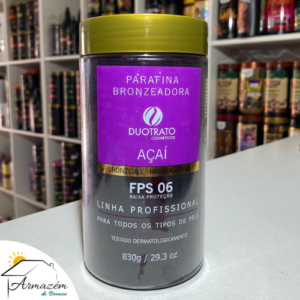 PARAFINA
BRONZEADORA
DUOTRATO
COSMÉTICOS
AÇAÍ
FPS 06
BAIXA PROTEÇÃO
LINHA PROFISSIONAL
PARA TODOS OS TIPOS DE PELE
TESTADO DERMATOLOGICAMENTE
830g / 29.3 oz
Armazém
do Bronze